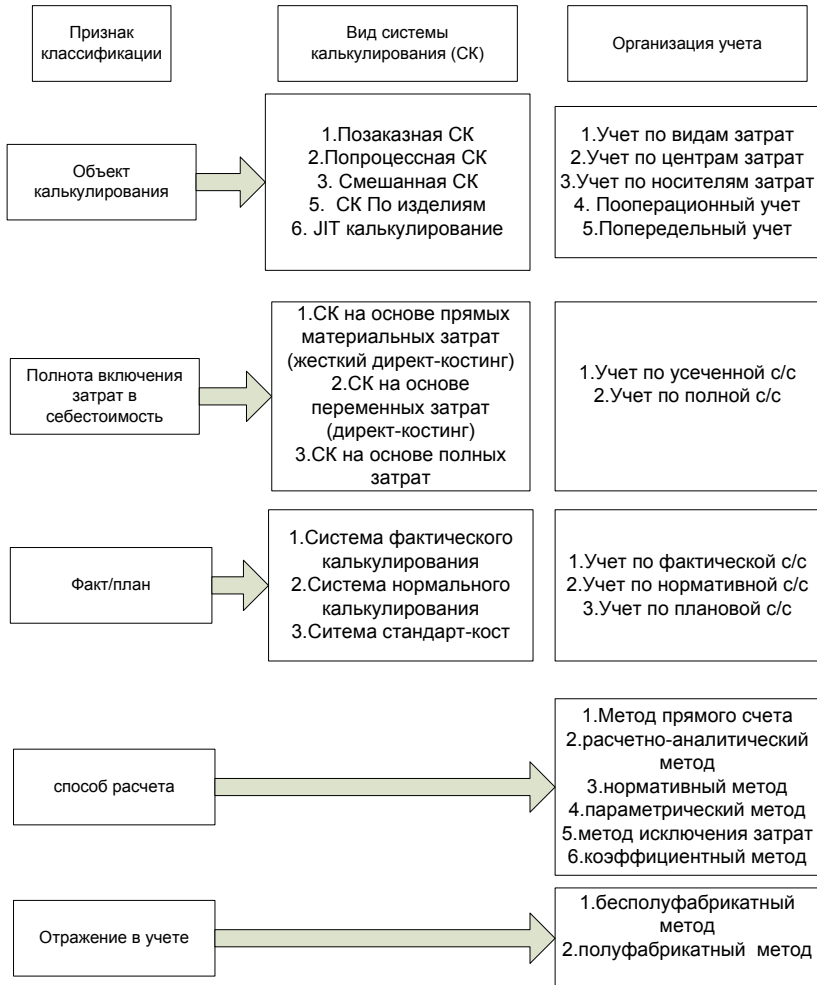 Признак
классификации
Вид системы
калькулирования (СК)
Организация учета
Объект
калькулирования
1.Позаказная СК
2.Попроцессная СК
3. Смешанная СК
5. СК По изделиям
6. JIT калькулирование
1.Учет по видам затрат
2.Учет по центрам затрат
3.Учет по носителям затрат
4. Пооперационный учет
5.Попередельный учет
Полнота включения
затрат в
себестоимость
1.СК на основе прямых
материальных затрат
(жесткий директ-костинг)
2.СК на основе
переменных затрат
(директ-костинг)
3.СК на основе полных
затрат
1.Учет по усеченной с/с
2.Учет по полной с/с
Факт/план
1.Система фактического
калькулирования
2.Система нормального
калькулирования
3.Ситема стандарт-кост
1.Учет по фактической с/с
2.Учет по нормативной с/с
3.Учет по плановой с/с
способ расчета
1.Метод прямого счета
2.расчетно-аналитический
метод
3.нормативный метод
4.параметрический метод
5.метод исключения затрат
6.коэффициентный метод
Отражение в учете
1.бесполуфабрикатный
метод
2.полуфабрикатный метод